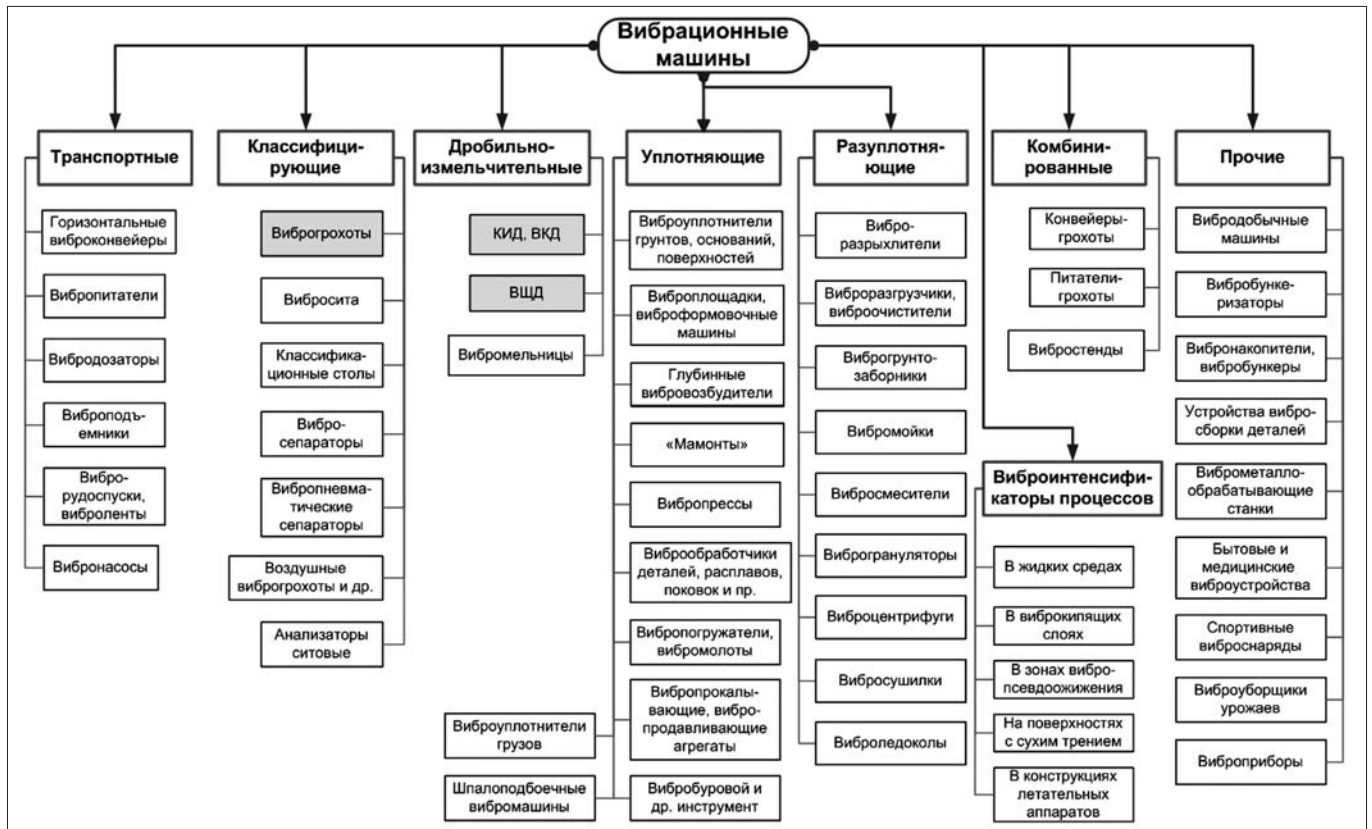 Вибрационные
машины
Транспортные
Горизонтальные
виброконвейеры
Вибропитатели
Вибродозаторы
Виброподъ-
емники
Вибро-
рудоспуски,
виброленты
Вибронасосы
Классифици-
рующие
Виброгрохоты
Вибросита
Классифика-
ционные столы
Вибро-
сепараторы
Вибропневма-
тические
сепараторы
Воздушные
виброгрохоты и др.
Анализаторы
ситовые
Дробильно-
измельчительные
КИД, ВКД
ВЩД
Вибромельницы
Уплотняющие
Виброуплотнители
грунтов, оснований,
поверхностей
Виброплощадки,
виброформовочные
машины
Глубинные
вибровозбудители
«Мамонты»
Вибропрессы
Виброобработчики
деталей, расплавов,
поковок и пр.
Вибропогружатели,
вибромолоты
Вибропрокалы-
вающие, вибро-
продавливающие
агрегаты
Вибробуровой и
др. инструмент
Виброуплотнители
грузов
Шпалоподбоечные
вибромашины
Разуплотня-
ющие
Вибро-
разрыхлители
Виброразгрузчики,
виброочистители
Виброгрунто-
заборники
Вибромойки
Вибросмесители
Виброгрануляторы
Виброцентрифуги
Вибросушилки
Виброледоколы
Комбини-
рованные
Конвейеры-
грохоты
Питатели-
грохоты
Вибростенды
Виброинтенсифи-
каторы процессов
В жидких средах
В виброкипящих
слоях
В зонах вибро-
псевдоожижения
На поверхностях
с сухим трением
В конструкциях
летательных
аппаратов
Прочие
Вибродобычные
машины
Вибробунке-
ризаторы
Вибронакопители,
вибробункеры
Устройства вибро-
сборки деталей
Виброметалло-
обрабатывающие
станки
Бытовые и
медицинские
виброустройства
Спортивные
виброснаряды
Виброуборщики
урожаев
Виброприборы